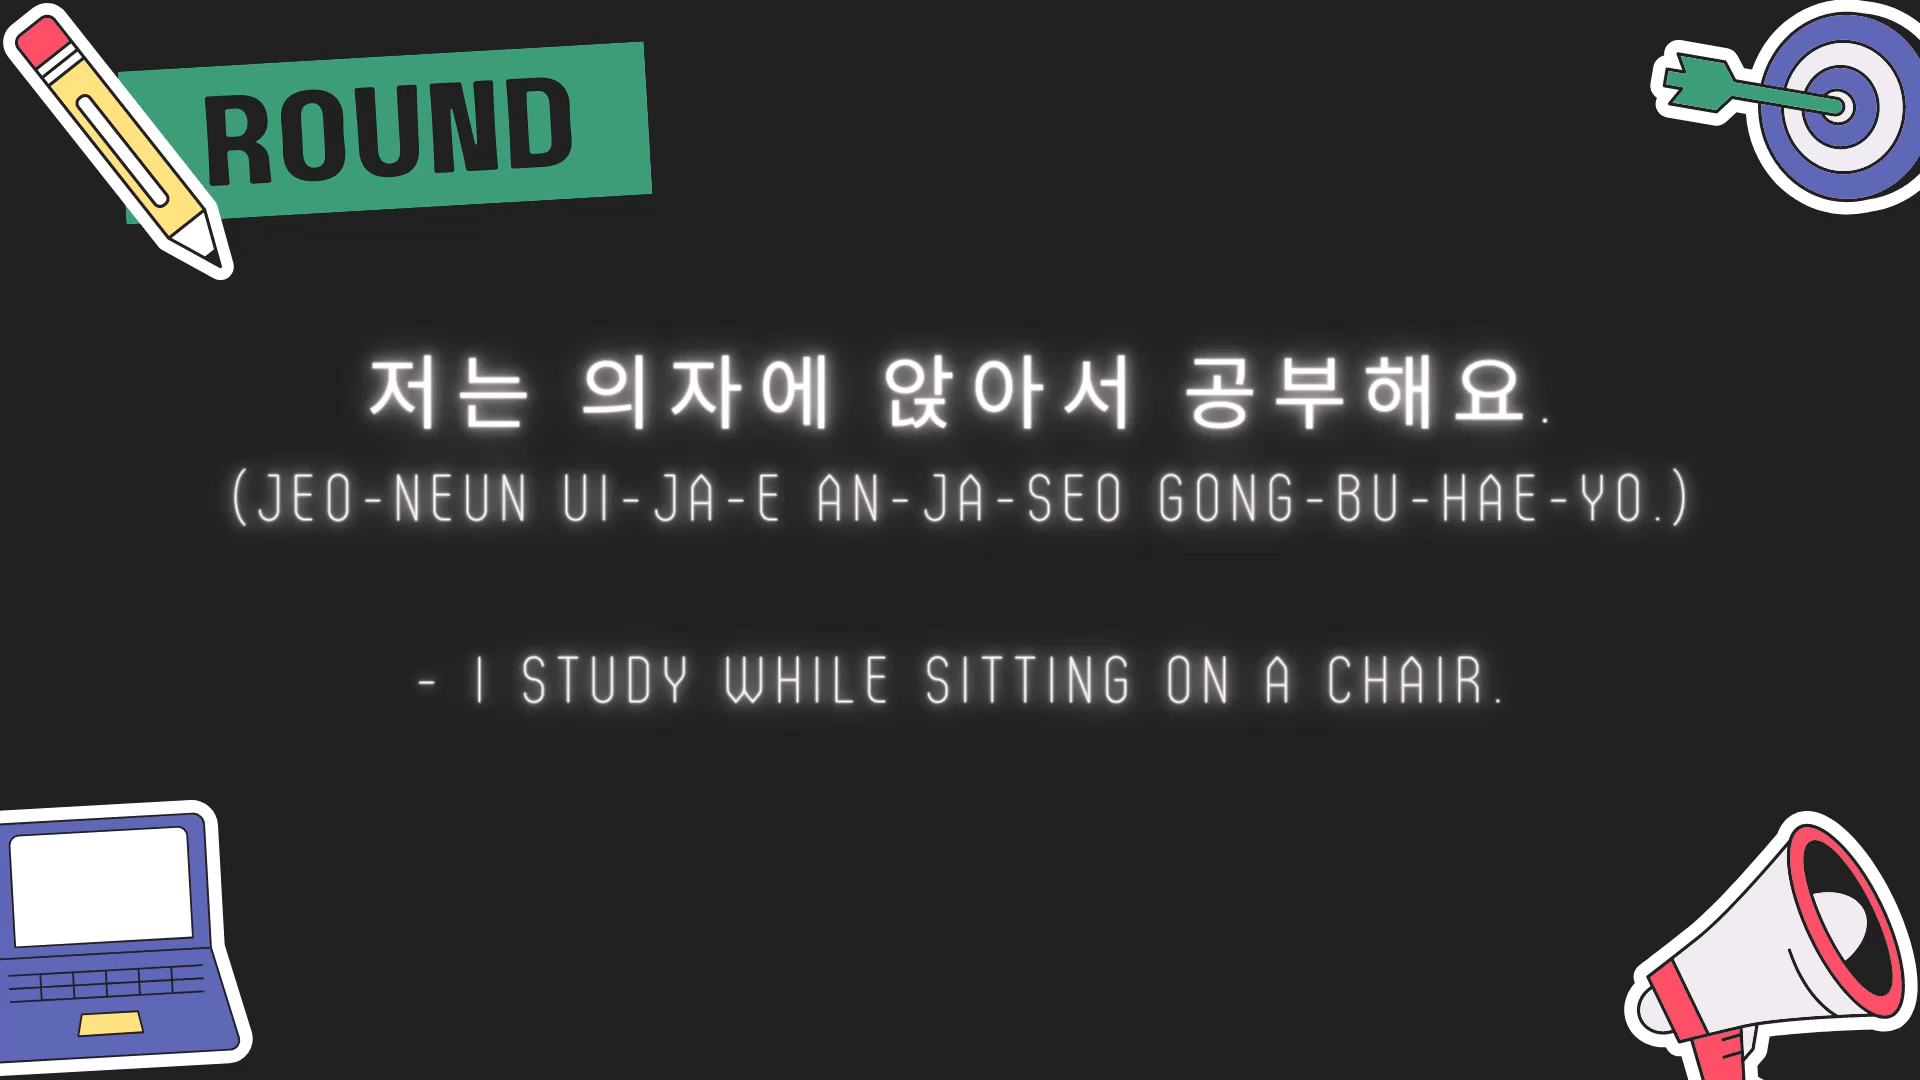 ROUND
저는 의자에 앉아서 공부해요.
(JEO-NEUN UI-JA-E AN-JA-SEO GONG-BU-HAE-YO.)
- I STUDY WHILE SITTING ON A CHAIR.